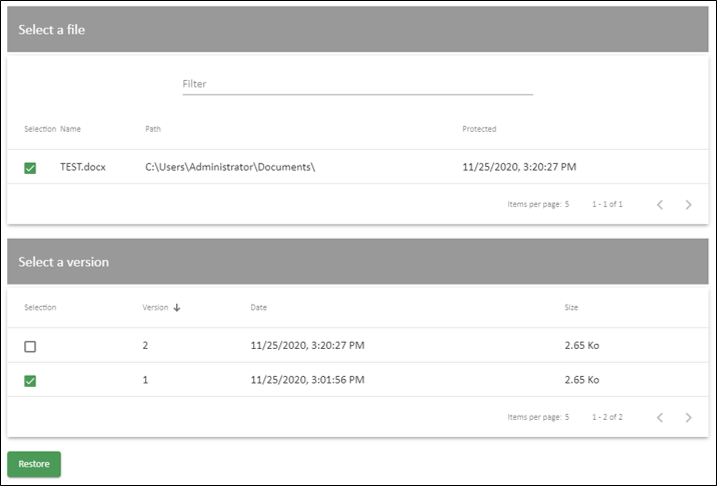 Select a file
Filter
Selection Name Path Protected
TEST.docx C:\Users\Administrator\Documents\ 11/25/2020, 3:20:27 PM
Items per page: 5 1 - 1 of 1
Select a version
Selection Version Date Size
2 11/25/2020, 3:20:27 PM 2.65 Ko
1 11/25/2020, 3:01:56 PM 2.65 Ko
Items per page: 5 1 - 2 of 2
Restore